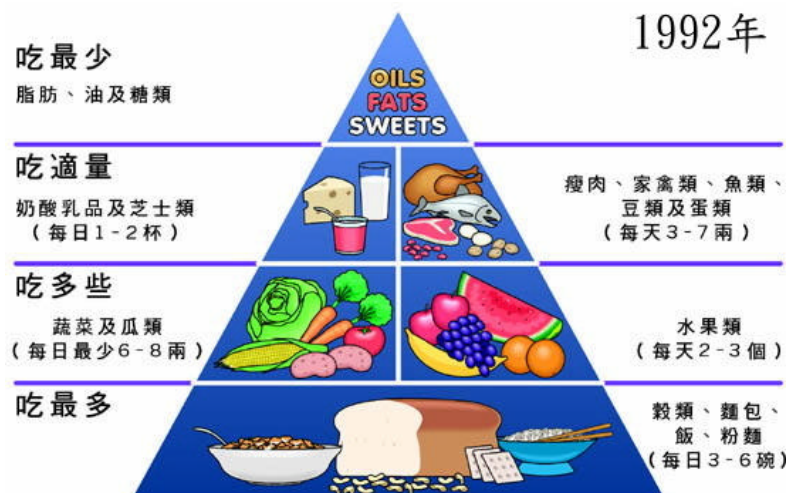 1992年
吃最少
脂肪、油及糖類
OILS
FATS
SWEETS
吃適量
奶酸乳品及芝士類
(每日1-2杯)
瘦肉、家禽類、魚類、
豆類及蛋類
(每天3-7兩)
吃多些
蔬菜及瓜類
(每日最少6-8兩)
水果類
(每天2-3個)
吃最多
穀類、麵包、
飯、粉麵
(每日3-6碗)